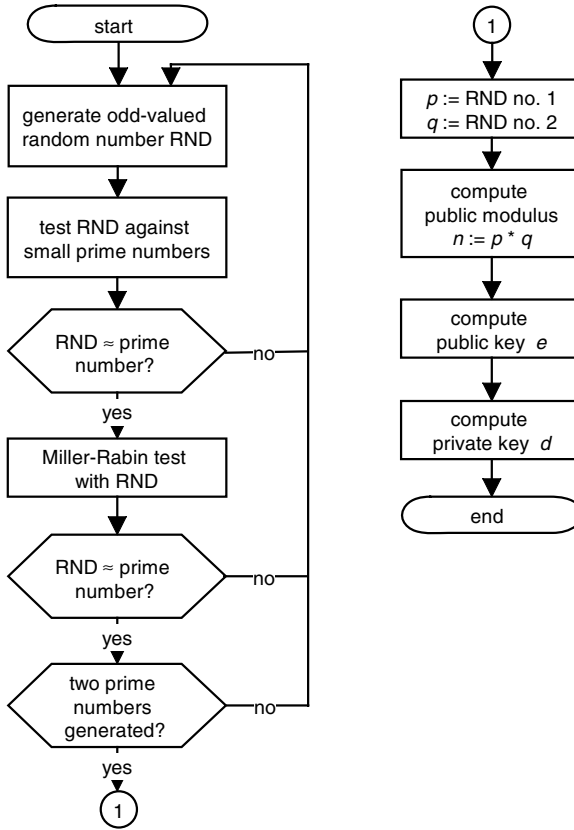 start
generate odd-valued
random number RND
test RND against
small prime numbers
RND ≈ prime
number?
no
yes
Miller-Rabin test
with RND
RND ≈ prime
number?
no
yes
two prime
numbers
generated?
no
yes
1
1
p := RND no. 1
q := RND no. 2
compute
public modulus
n := p * q
compute
public key e
compute
private key d
end